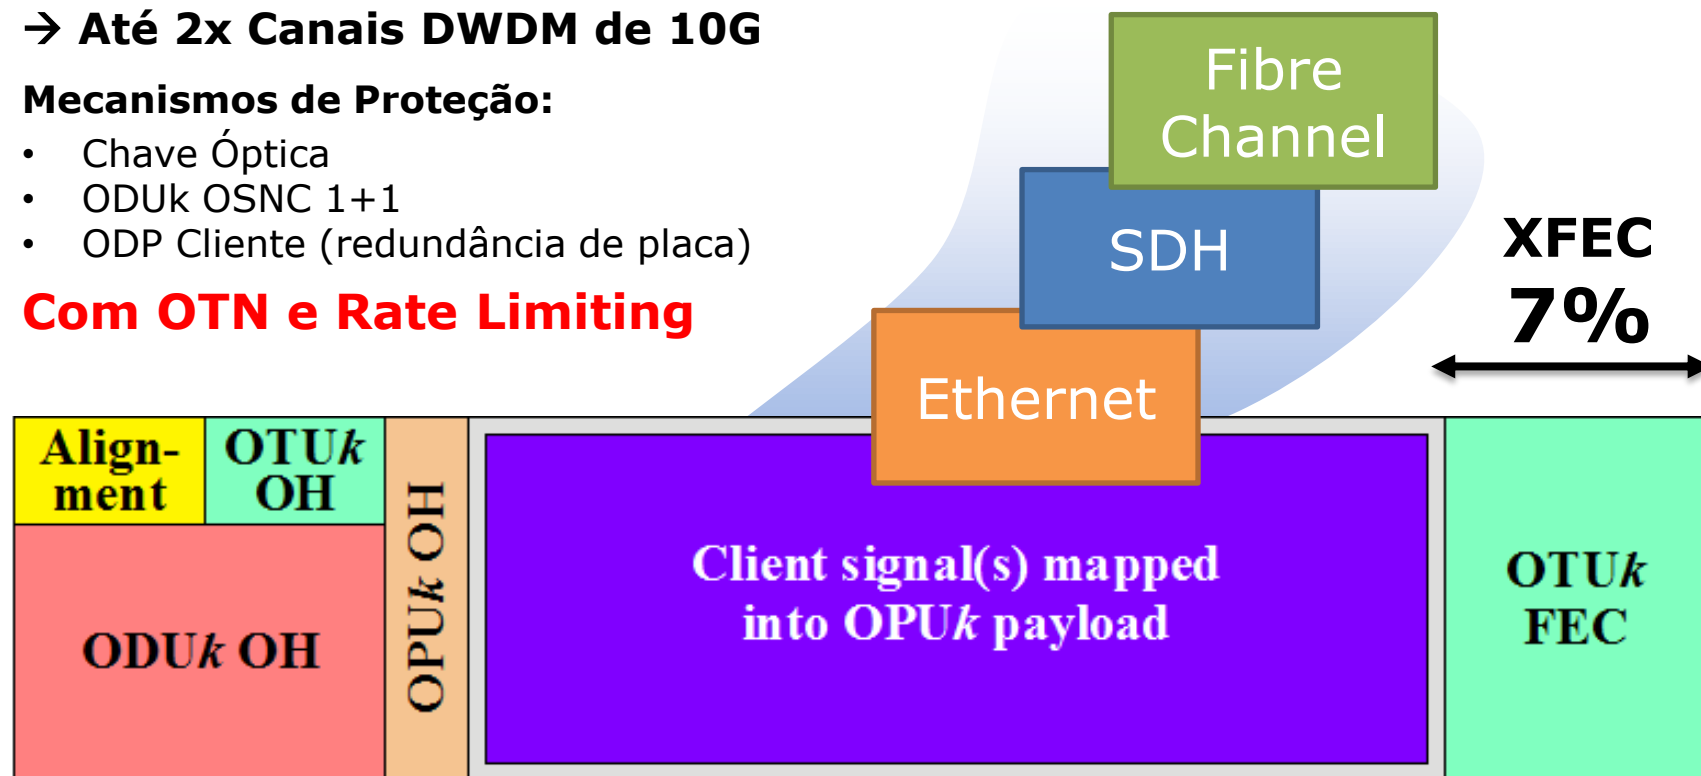 → Até 2x Canais DWDM de 10G
Mecanismos de Proteção:
• Chave Óptica
• ODUk OSNC 1+1
• ODP Cliente (redundância de placa)
Com OTN e Rate Limiting
Fibre
Channel
SDH
Ethernet
XFEC
7%
Align-
ment
OTUk
OH
ODUk OH
OPUk OH
Client signal(s) mapped
into OPUk payload
OTUk
FEC